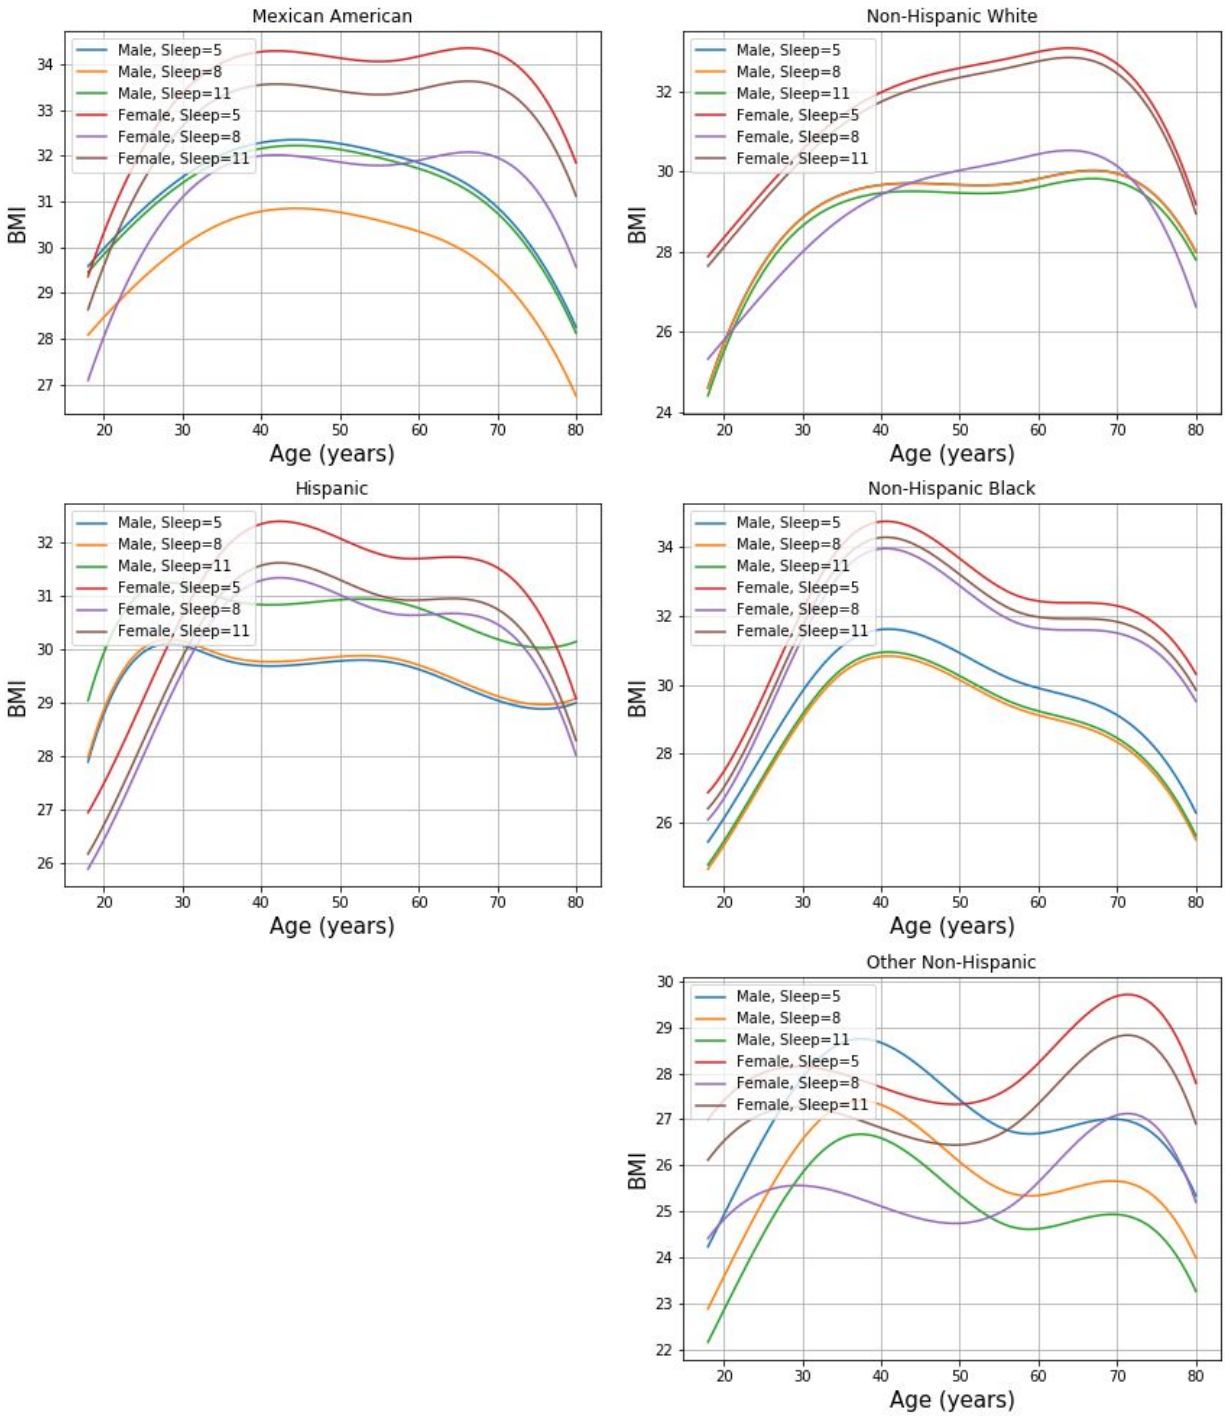 Mexican American
Male, Sleep=5
Male, Sleep=8
Male, Sleep=11
Female, Sleep=5
Female, Sleep=8
Female, Sleep=11
BMI
34
33
32
31
30
29
28
27
20 30 40 50 60 70 80
Age (years)
Non-Hispanic White
Male, Sleep=5
Male, Sleep=8
Male, Sleep=11
Female, Sleep=5
Female, Sleep=8
Female, Sleep=11
BMI
32
30
28
26
24
20 30 40 50 60 70 80
Age (years)
Hispanic
Male, Sleep=5
Male, Sleep=8
Male, Sleep=11
Female, Sleep=5
Female, Sleep=8
Female, Sleep=11
BMI
32
31
30
29
28
27
26
20 30 40 50 60 70 80
Age (years)
Non-Hispanic Black
Male, Sleep=5
Male, Sleep=8
Male, Sleep=11
Female, Sleep=5
Female, Sleep=8
Female, Sleep=11
BMI
34
32
30
28
26
20 30 40 50 60 70 80
Age (years)
Other Non-Hispanic
Male, Sleep=5
Male, Sleep=8
Male, Sleep=11
Female, Sleep=5
Female, Sleep=8
Female, Sleep=11
BMI
30
29
28
27
26
25
24
23
22
20 30 40 50 60 70 80
Age (years)